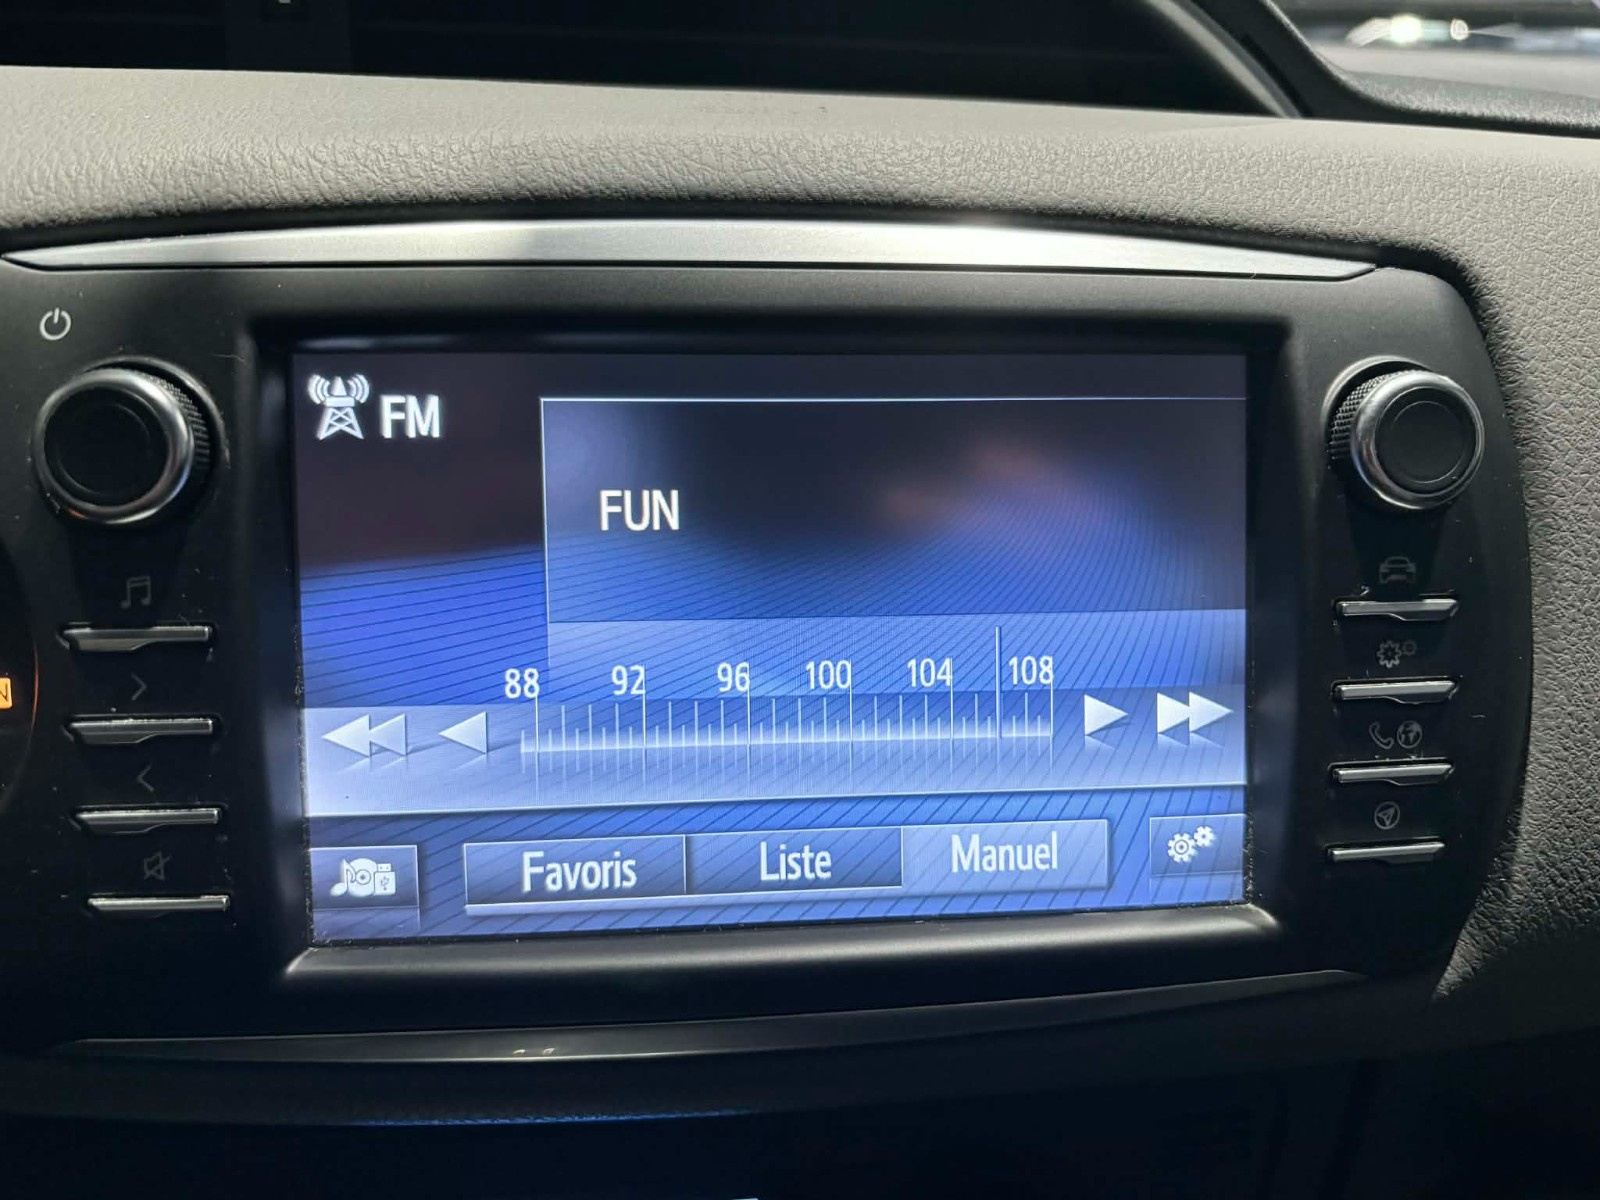 FM
FUN
88 92 96 100 104 108
Favoris Liste Manuel